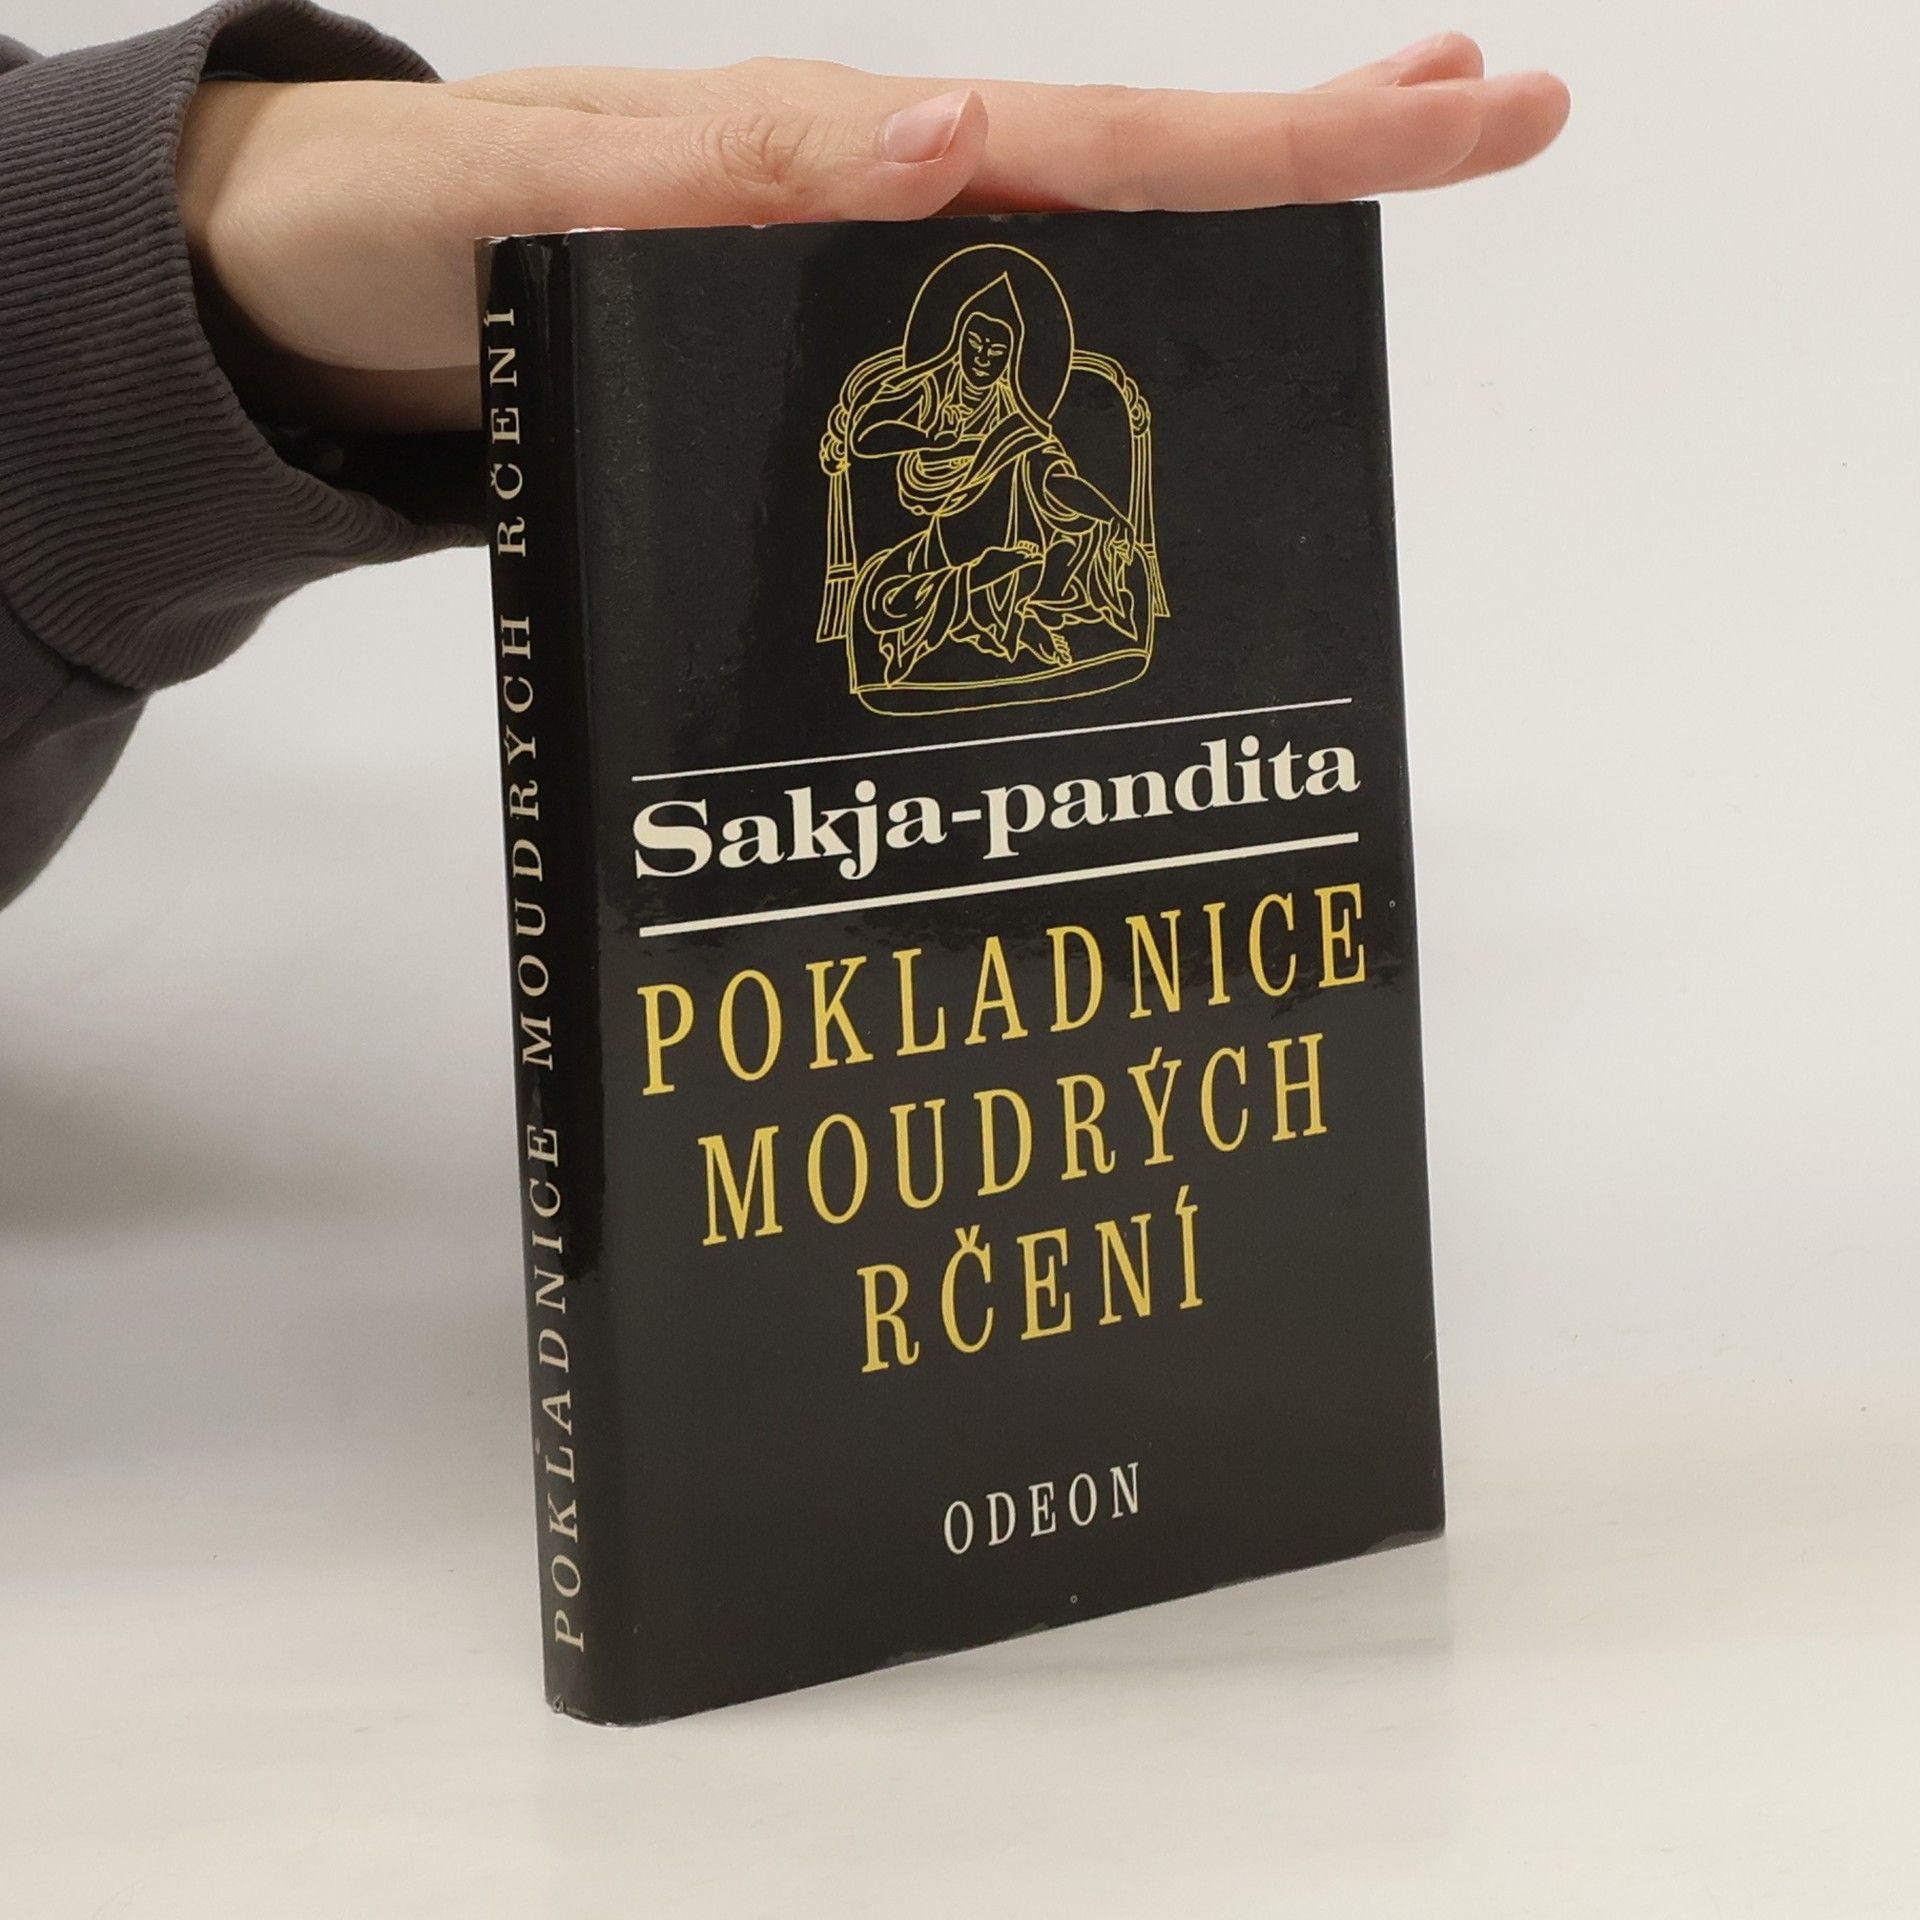 POKLADNICE MOUDRÝCH RČENÍ
Sakja-pandita
POKLADNICE
MOUDRÝCH
RČENÍ
ODEON